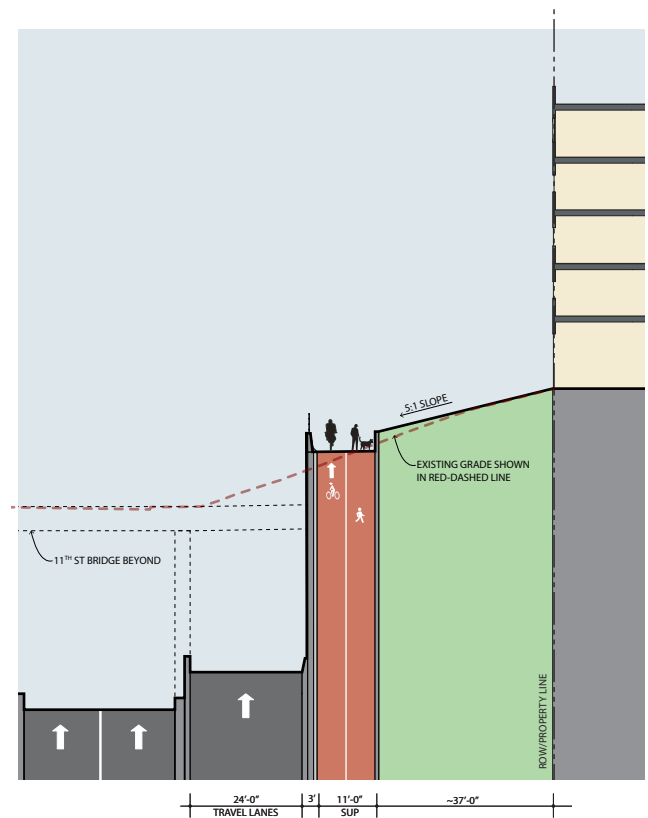 5:1 SLOPE
EXISTING GRADE SHOWN
IN RED-DASHED LINE
11TH ST BRIDGE BEYOND
ROW/PROPERTY LINE
24'-0" 3' 11'-0" ~37'-0"
TRAVEL LANES SUP